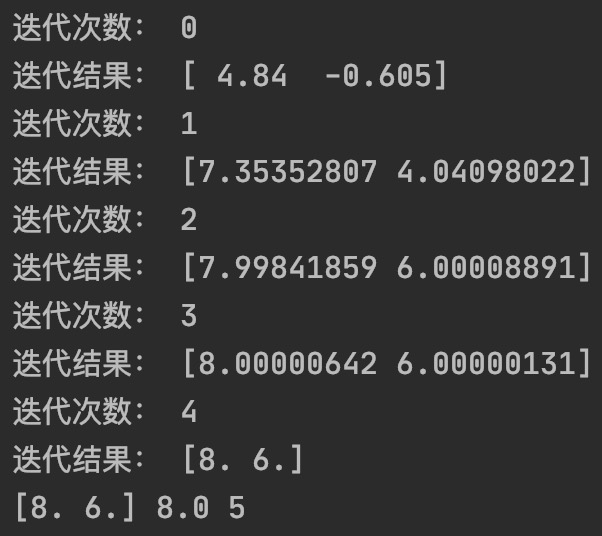 迭代次数： 0
迭代结果： [ 4.84  -0.605]
迭代次数： 1
迭代结果： [7.35352807 4.04098022]
迭代次数： 2
迭代结果： [7.99841859 6.00008891]
迭代次数： 3
迭代结果： [8.00000642 6.00000131]
迭代次数： 4
迭代结果： [8. 6.]
[8. 6.] 8.0 5